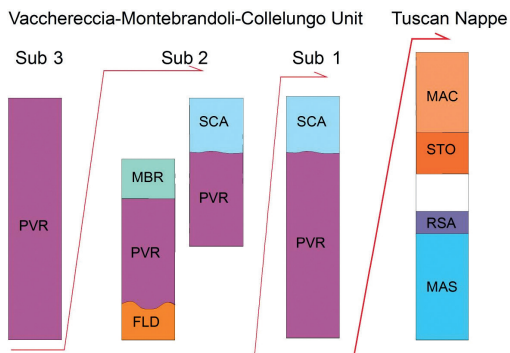 Vacchereccia-Montebrandoli-Collelungo Unit
Tuscan Nappe
Sub 3
Sub 2
Sub 1
PVR
MBR
PVR
FLD
SCA
PVR
SCA
PVR
MAC
STO
RSA
MAS